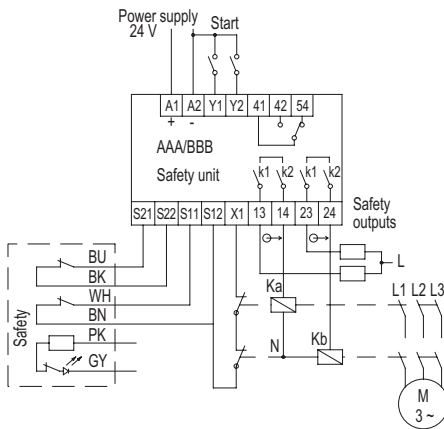 Power supply
24 V
Start
A1 A2 Y1 Y2 41 42 54
+ -
AAA/BBB
Safety unit
k1 k2 k1 k2
S21 S22 S11 S12 X1 13 14 23 24
Safety
outputs
BU
BK
WH
BN
PK
GY
Safety
L
Ka
L1 L2 L3
N
Kb
M
3 ~